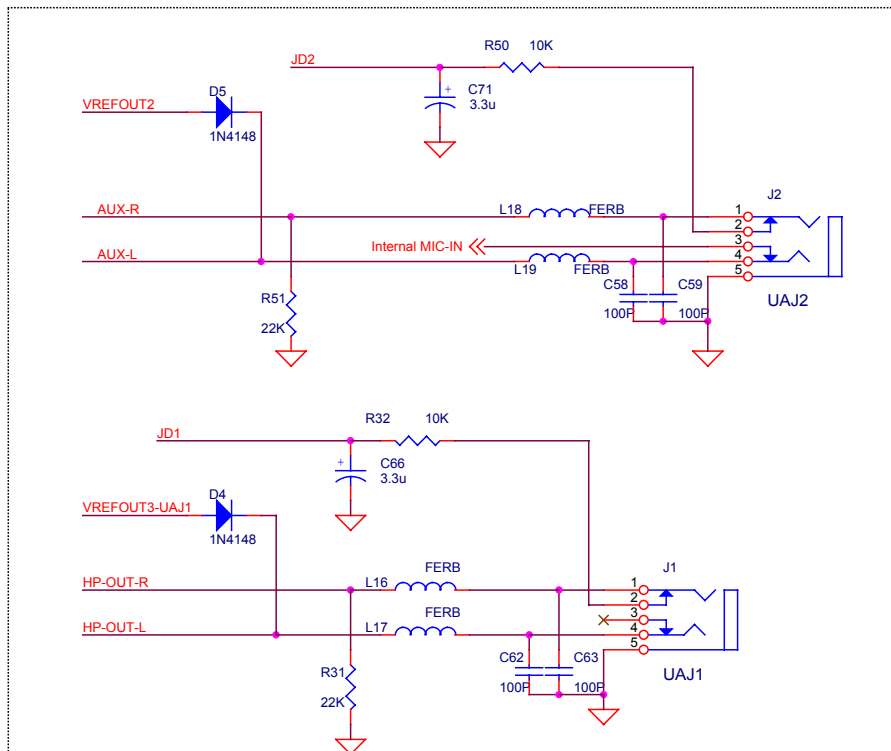 R50 10K
JD2
D5
C71
3.3u
+
VREFOUT2
1N4148
J2
AUX-R
L18 FERB
1
2
Internal MIC-IN
3
AUX-L
4
L19 FERB
5
C58 C59
R51
UAJ2
100P 100P
22K
R32 10K
JD1
+
C66
3.3u
D4
VREFOUT3-UAJ1
1N4148
FERB
J1
HP-OUT-R
L16
1
2
FERB
3
HP-OUT-L
L17
4
5
C62 C63
R31
UAJ1
100P 100P
22K